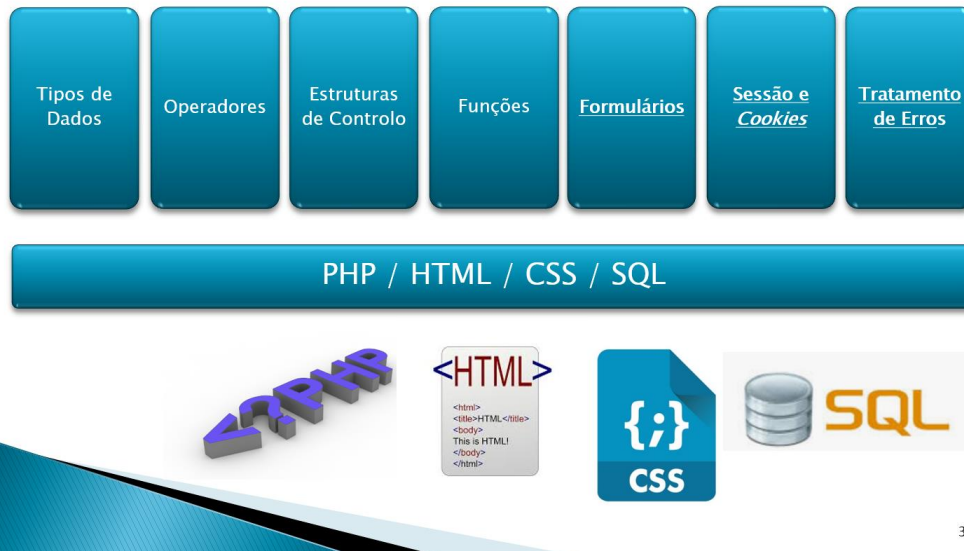 Tipos de
Dados
Operadores
Estruturas
de Controlo
Funções
Formulários
Sessão e
Cookies
Tratamento
de Erros
PHP / HTML / CSS / SQL
<?PHP
<HTML>
<html>
<title>HTML</title>
<body>
This is HTML!
</body>
</html>
{;}
CSS
SQL
3